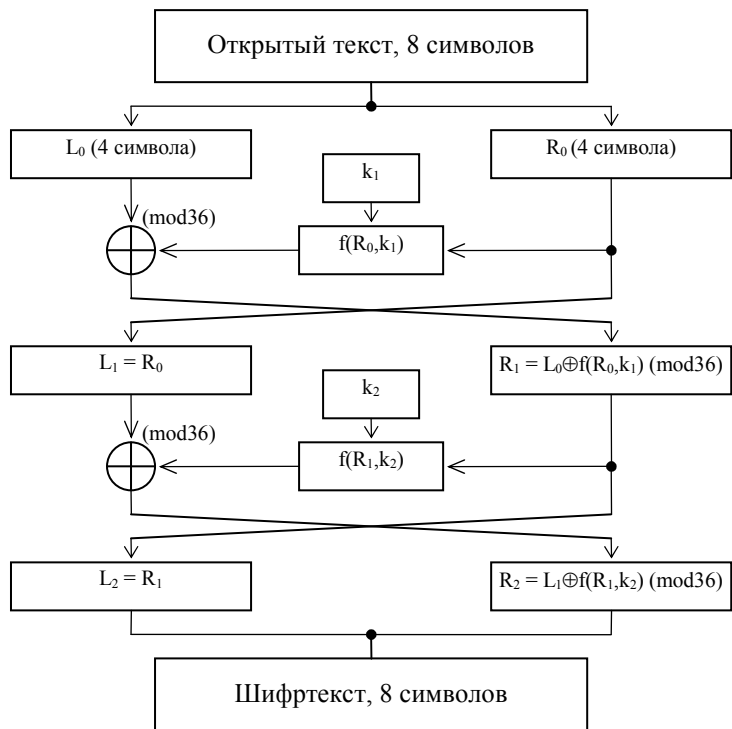 Открытый текст, 8 символов
L₀ (4 символа)
R₀ (4 символа)
k₁
(mod36)
f(R₀,k₁)
L₁ = R₀
R₁ = L₀⊕f(R₀,k₁) (mod36)
k₂
(mod36)
f(R₁,k₂)
L₂ = R₁
R₂ = L₁⊕f(R₁,k₂) (mod36)
Шифртекст, 8 символов